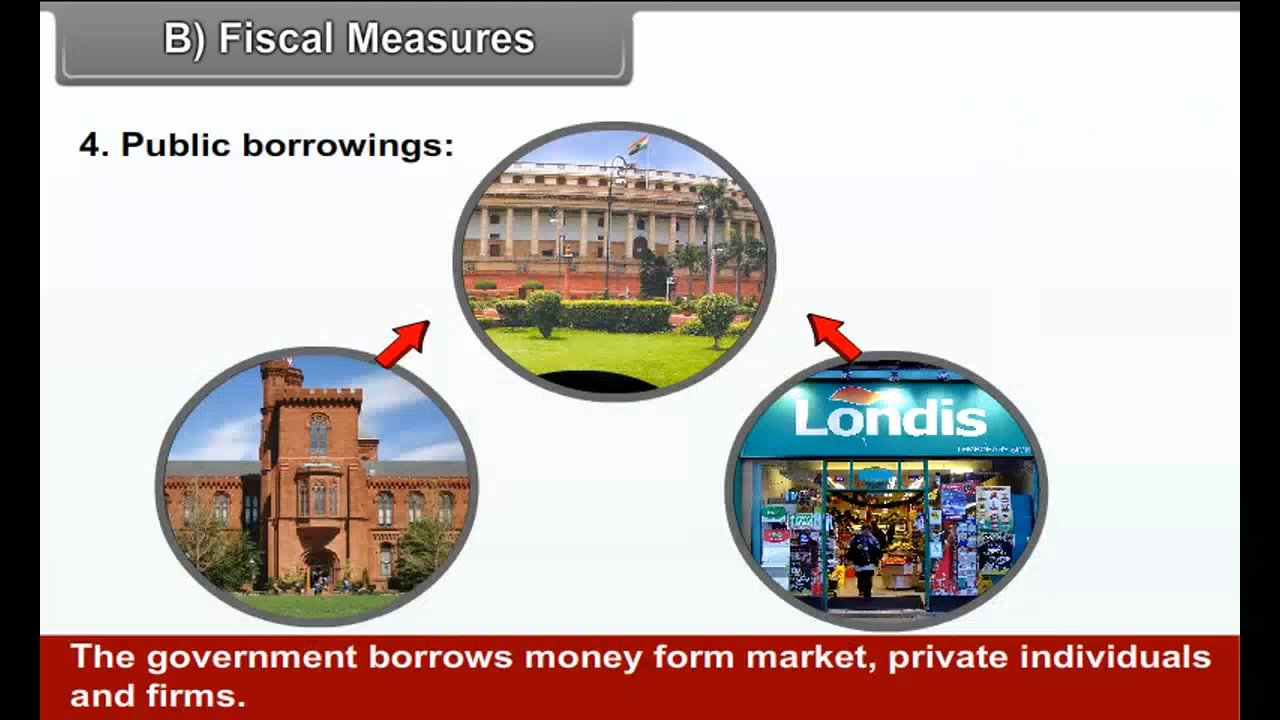 B) Fiscal Measures
4. Public borrowings:
Londis
The government borrows money form market, private individuals
and firms.